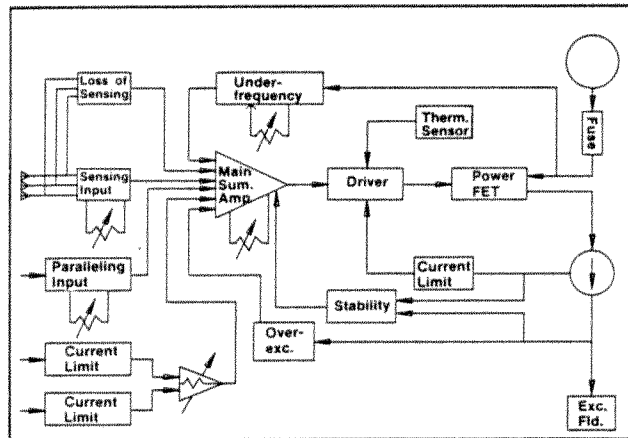 Loss of
Sensing
Under-
frequency
Therm.
Sensor
Fuse
Sensing
Input
Main
Sum.
Amp.
Driver
Power
FET
Paralleling
Input
Current
Limit
Stability
Over-
exc.
Current
Limit
Current
Limit
Exc.
Fld.